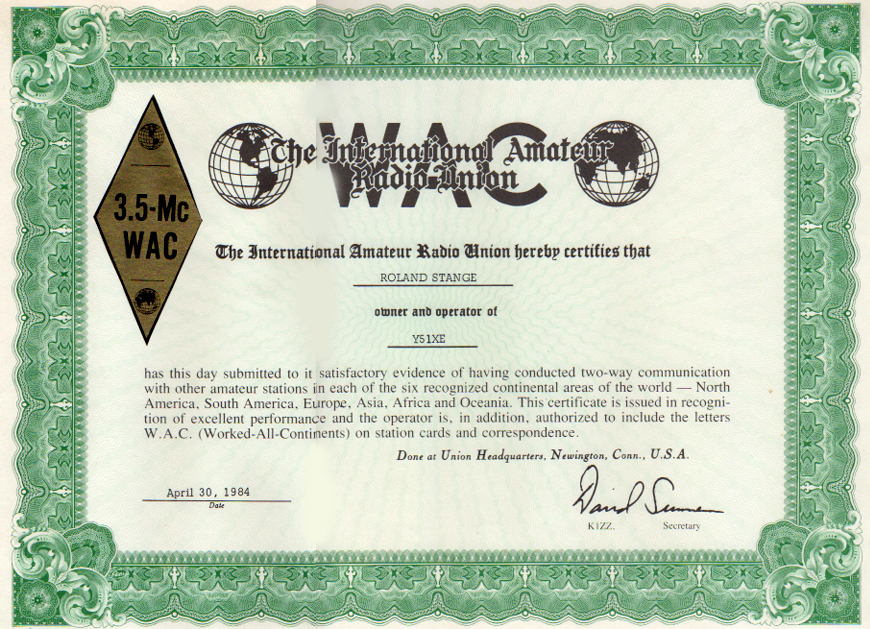 WAC
The International Amateur
Radio Union
3.5-Mc
WAC
The International Amateur Radio Union hereby certifies that
ROLAND STANGE
owner and operator of
Y51XE
has this day submitted to it satisfactory evidence of having conducted two-way communication
with other amateur stations in each of the six recognized continental areas of the world — North
America, South America, Europe, Asia, Africa and Oceania. This certificate is issued in recogni-
tion of excellent performance and the operator is, in addition, authorized to include the letters
W.A.C. (Worked-All-Continents) on station cards and correspondence.
Done at Union Headquarters, Newington, Conn., U.S.A.
April 30, 1984
Date
David Sumner
K1ZZ, Secretary